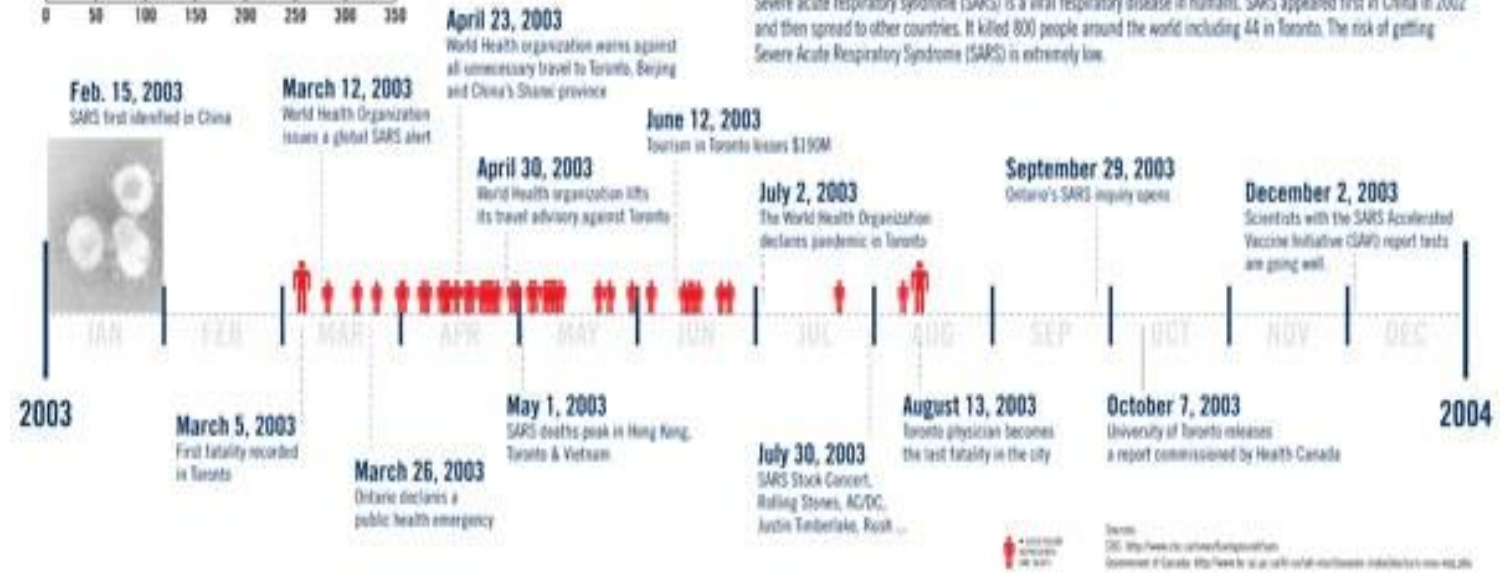 0 50 100 150 200 250 300 350
Severe acute respiratory syndrome (SARS) is a viral respiratory disease in humans. SARS appeared first in China in 2002
and then spread to other countries. It killed 800 people around the world including 44 in Toronto. The risk of getting
Severe Acute Respiratory Syndrome (SARS) is extremely low.
Feb. 15, 2003
SARS first idenified in China
March 12, 2003
World Health Organization
issues a global SARS alert
April 23, 2003
World Health organization warns against
all unnecessary travel to Toronto, Beijing
and China's Shanxi province
April 30, 2003
World Health organization lifts
its travel advisory against Toronto
June 12, 2003
Tourism in Toronto losses $190M
July 2, 2003
The World Health Organization
declares pandemic in Toronto
September 29, 2003
Ontario's SARS inquiry opens
December 2, 2003
Scientists with the SARS Accelerated
Vaccine Initiative (SAVI) report tests
are going well
JAN FEB MAR APR MAY JUN JUL AUG SEP OCT NOV DEC
2003
2004
March 5, 2003
First fatality recorded
in Toronto
March 26, 2003
Ontario declares a
public health emergency
May 1, 2003
SARS deaths peak in Hong Kong,
Toronto & Vietnam
July 30, 2003
SARS Stock Concert,
Rolling Stones, AC/DC,
Justin Timberlake, Rush ...
August 13, 2003
Toronto physician becomes
the last fatality in the city
October 7, 2003
University of Toronto releases
a report commissioned by Health Canada